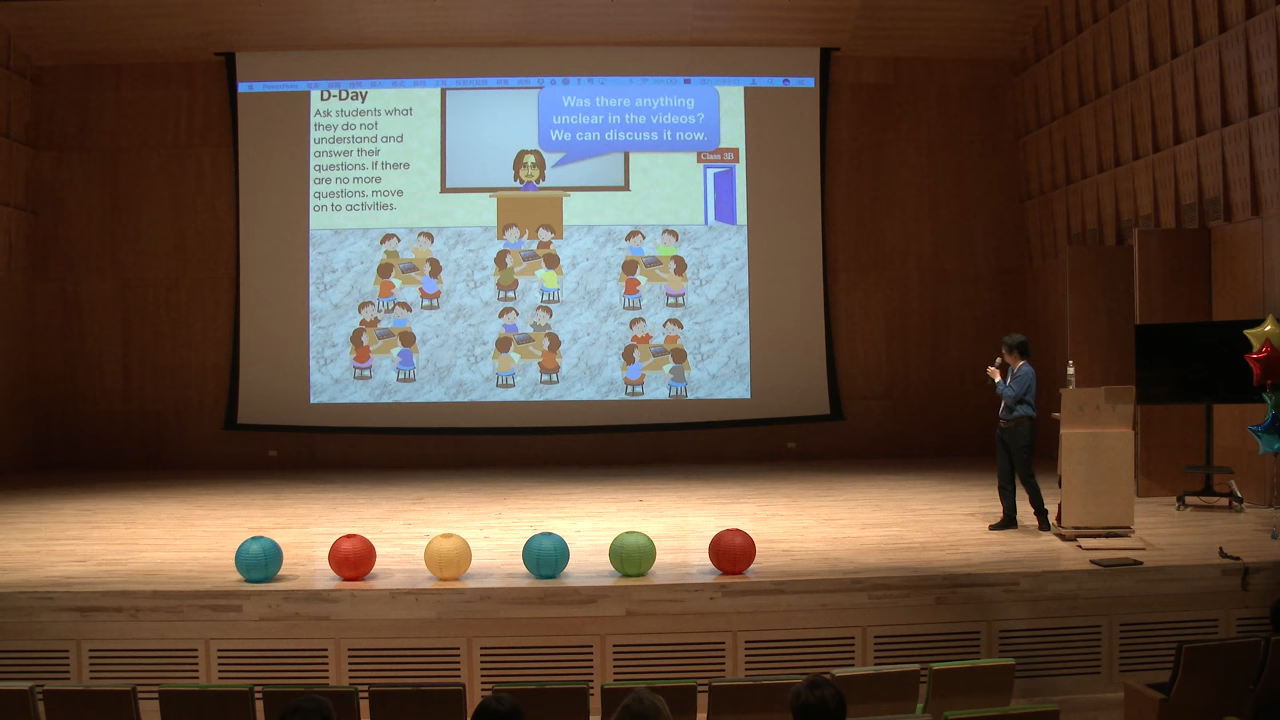 PowerPoint
D-Day
Ask students what
they do not
understand and
answer their
questions. If there
are no more
questions, move
on to activities.
Was there anything
unclear in the videos?
We can discuss it now.
Class 3B